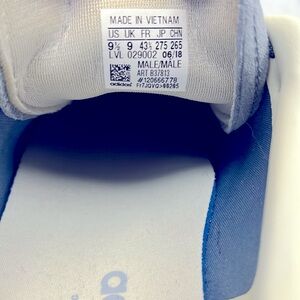 MADE IN VIETNAM
US UK FR JP CHN
9½ 9 43⅓ 275 265
LVL 029002 06/18
MALE/MALE
ART B37813
#120666778
adidas